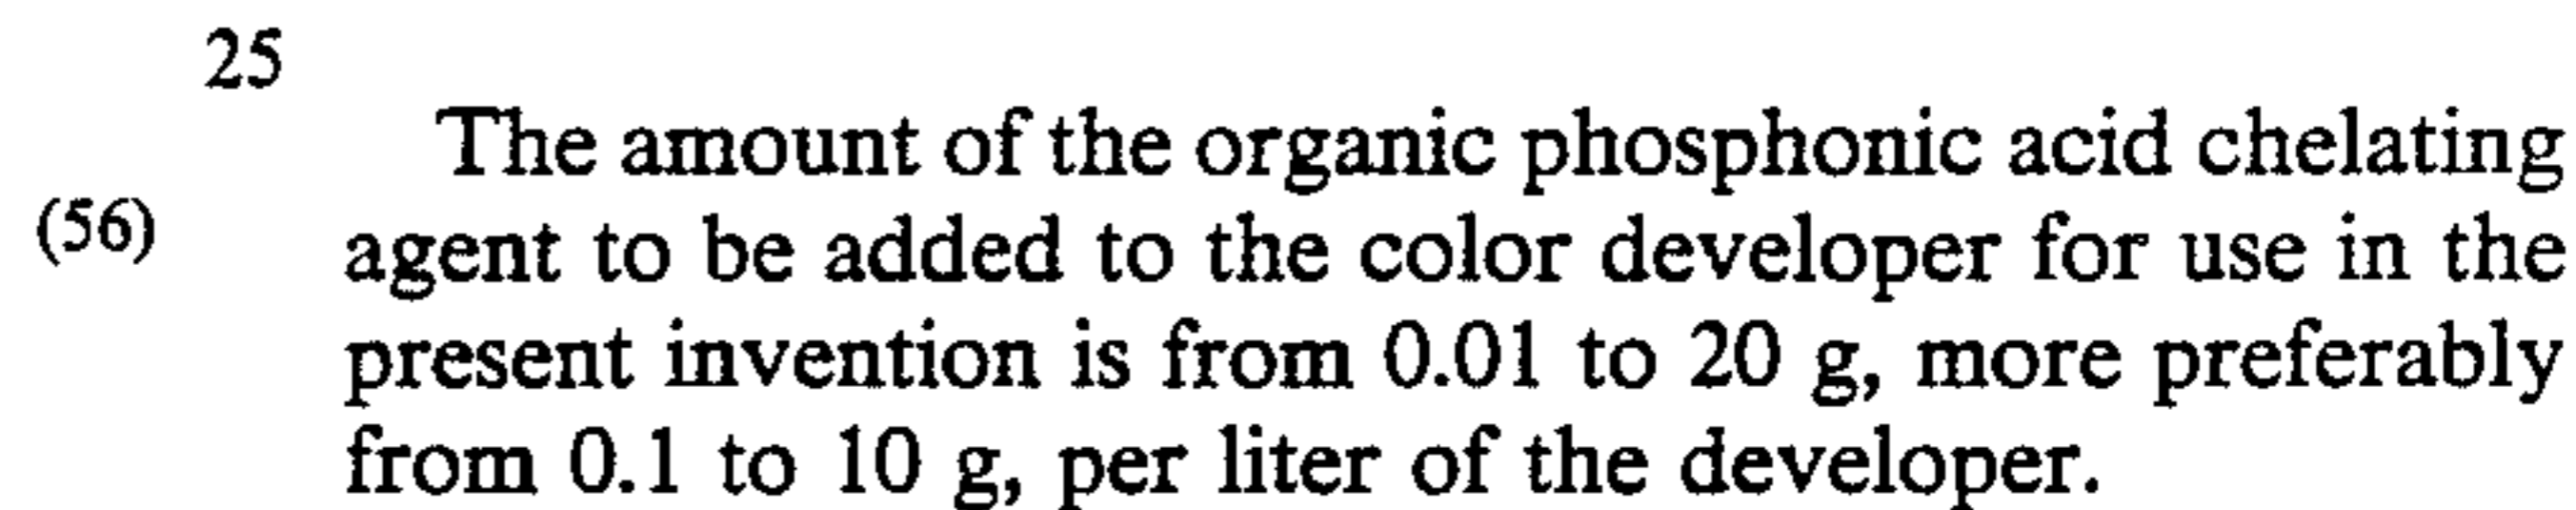 25
The amount of the organic phosphonic acid chelating
(56)
agent to be added to the color developer for use in the
present invention is from 0.01 to 20 g, more preferably
from 0.1 to 10 g, per liter of the developer.